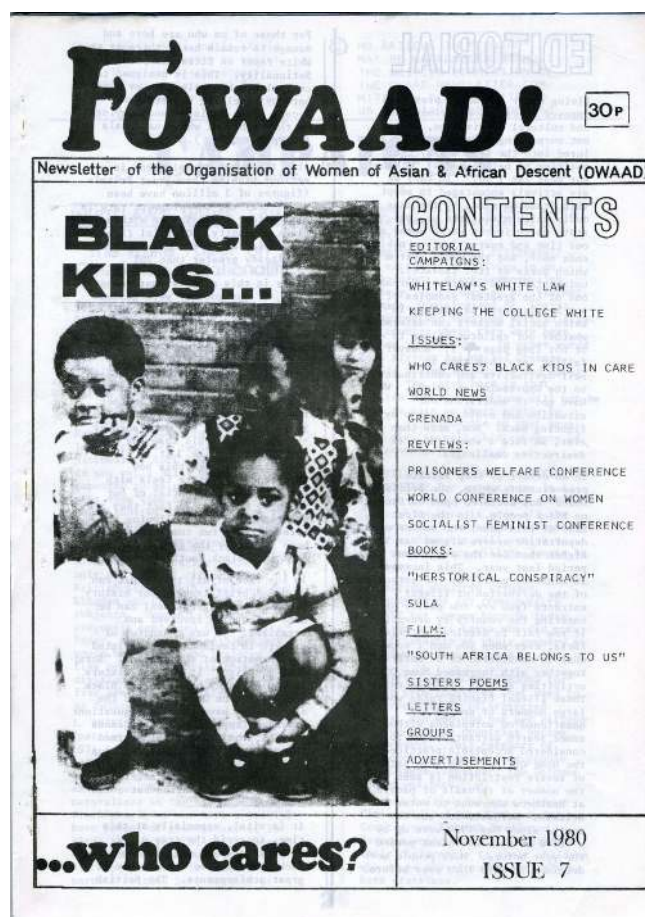 FOWAAD!
30P
Newsletter of the Organisation of Women of Asian & African Descent (OWAAD)
BLACK
KIDS...
...who cares?
CONTENTS
EDITORIAL
CAMPAIGNS:
WHITELAW'S WHITE LAW
KEEPING THE COLLEGE WHITE
ISSUES:
WHO CARES? BLACK KIDS IN CARE
WORLD NEWS
GRENADA
REVIEWS:
PRISONERS WELFARE CONFERENCE
WORLD CONFERENCE ON WOMEN
SOCIALIST FEMINIST CONFERENCE
BOOKS:
"HERSTORICAL CONSPIRACY"
SULA
FILM:
"SOUTH AFRICA BELONGS TO US"
SISTERS POEMS
LETTERS
GROUPS
ADVERTISEMENTS
November 1980
ISSUE 7